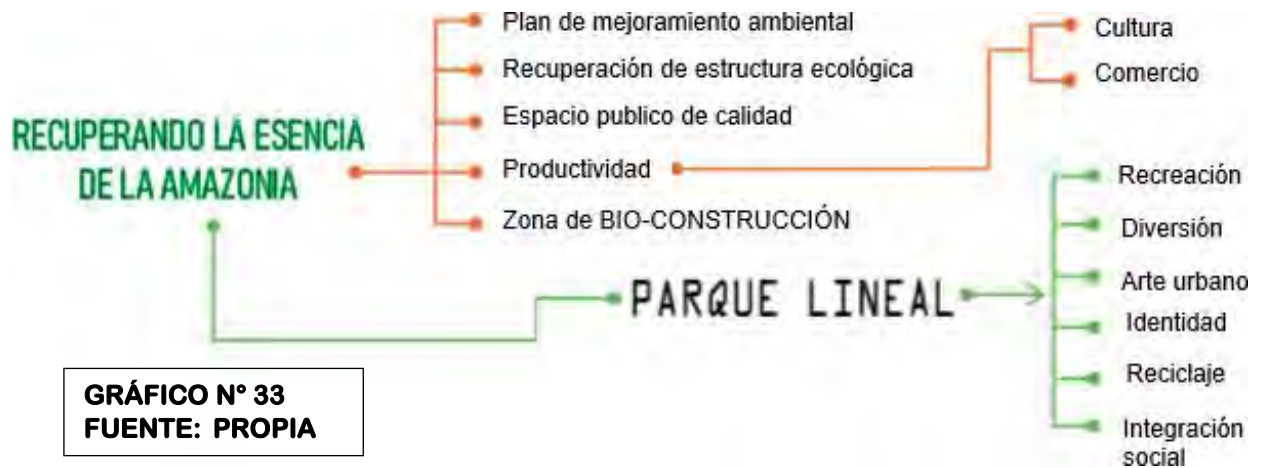 RECUPERANDO LA ESENCIA
DE LA AMAZONIA
Plan de mejoramiento ambiental
Recuperación de estructura ecológica
Espacio publico de calidad
Productividad
Zona de BIO-CONSTRUCCIÓN
Cultura
Comercio
PARQUE LINEAL
Recreación
Diversión
Arte urbano
Identidad
Reciclaje
Integración
social
GRÁFICO N° 33
FUENTE: PROPIA